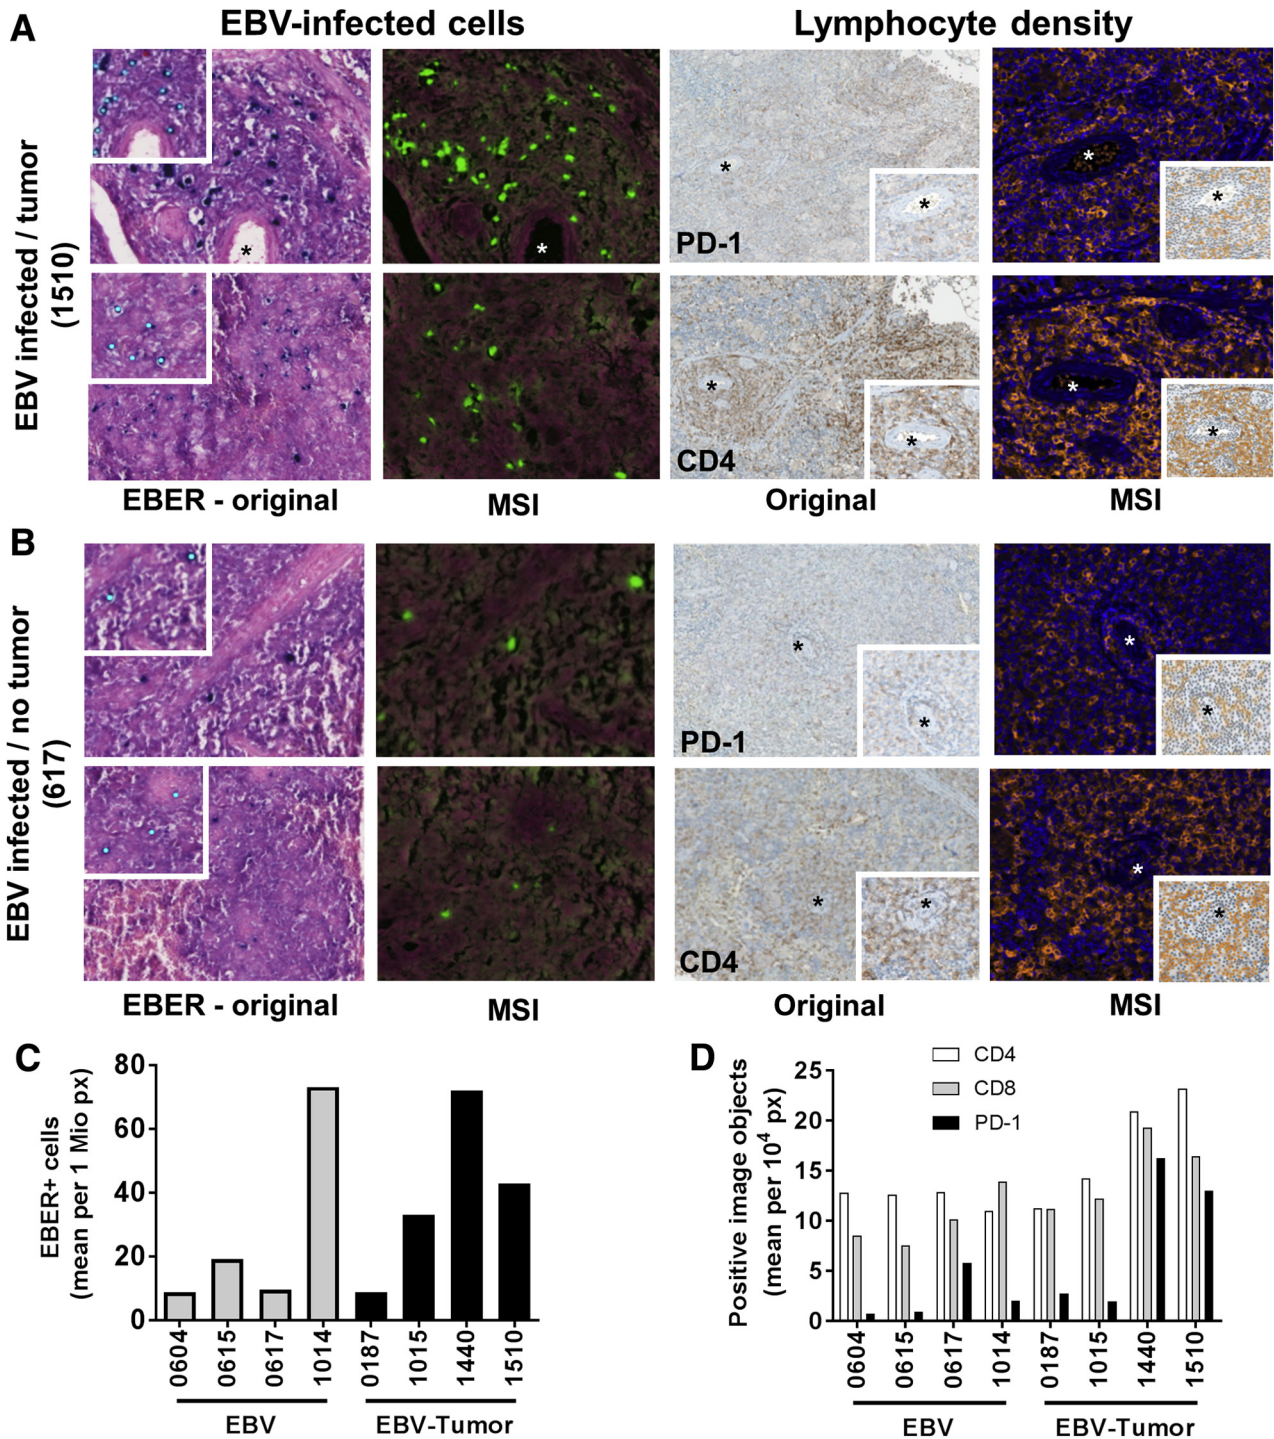 A
EBV-infected cells
Lymphocyte density
EBV infected / tumor
(1510)
*
*
*
*
*
*
PD-1
*
*
*
*
CD4
EBER - original
MSI
Original
MSI
B
EBV infected / no tumor
(617)
*
*
*
*
PD-1
*
*
*
*
CD4
EBER - original
MSI
Original
MSI
C
EBER+ cells
(mean per 1 Mio px)
80
60
40
20
0
0604
0615
0617
1014
0187
1015
1440
1510
EBV
EBV-Tumor
D
Positive image objects
(mean per 10⁴ px)
CD4
CD8
PD-1
25
20
15
10
5
0
0604
0615
0617
1014
0187
1015
1440
1510
EBV
EBV-Tumor